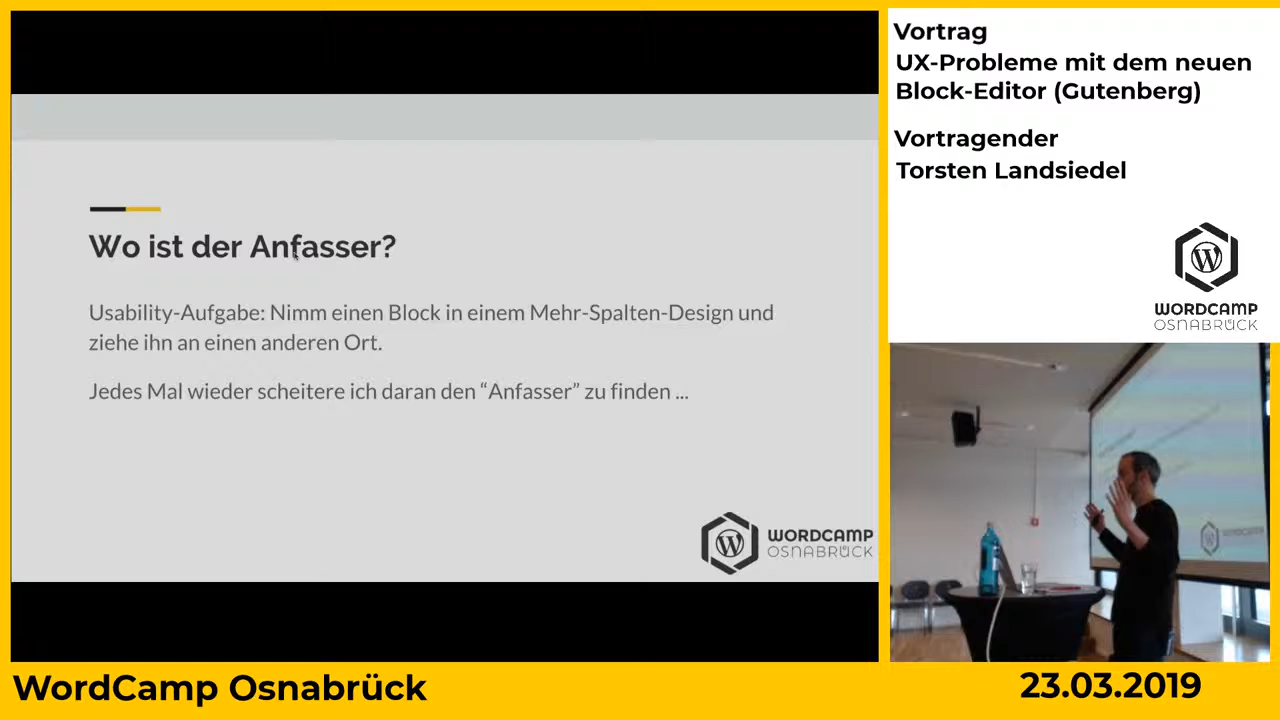 Wo ist der Anfasser?
Usability-Aufgabe: Nimm einen Block in einem Mehr-Spalten-Design und
ziehe ihn an einen anderen Ort.
Jedes Mal wieder scheitere ich daran den “Anfasser” zu finden ...
WORDCAMP
OSNABRÜCK
Vortrag
UX-Probleme mit dem neuen
Block-Editor (Gutenberg)
Vortragender
Torsten Landsiedel
WORDCAMP
OSNABRÜCK
WordCamp Osnabrück
23.03.2019